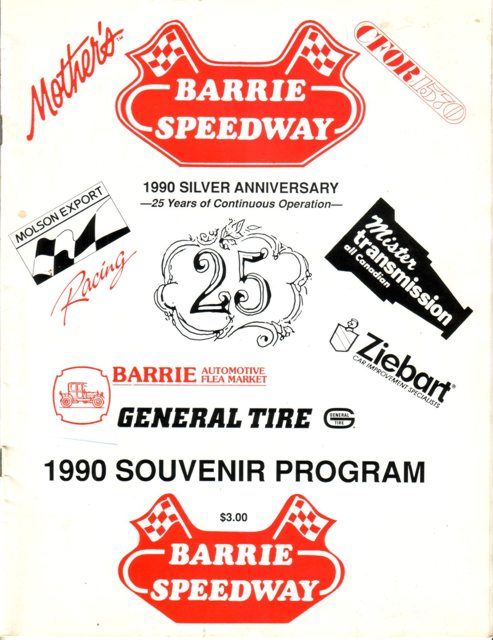 Mother's™
BARRIE
SPEEDWAY
CFOR 1570
1990 SILVER ANNIVERSARY
—25 Years of Continuous Operation—
MOLSON EXPORT
Racing
25
Mister
transmission
all Canadian
Ziebart®
CAR IMPROVEMENT SPECIALISTS
BARRIE AUTOMOTIVE
FLEA MARKET
GENERAL TIRE
GENERAL
TIRE
1990 SOUVENIR PROGRAM
$3.00
BARRIE
SPEEDWAY